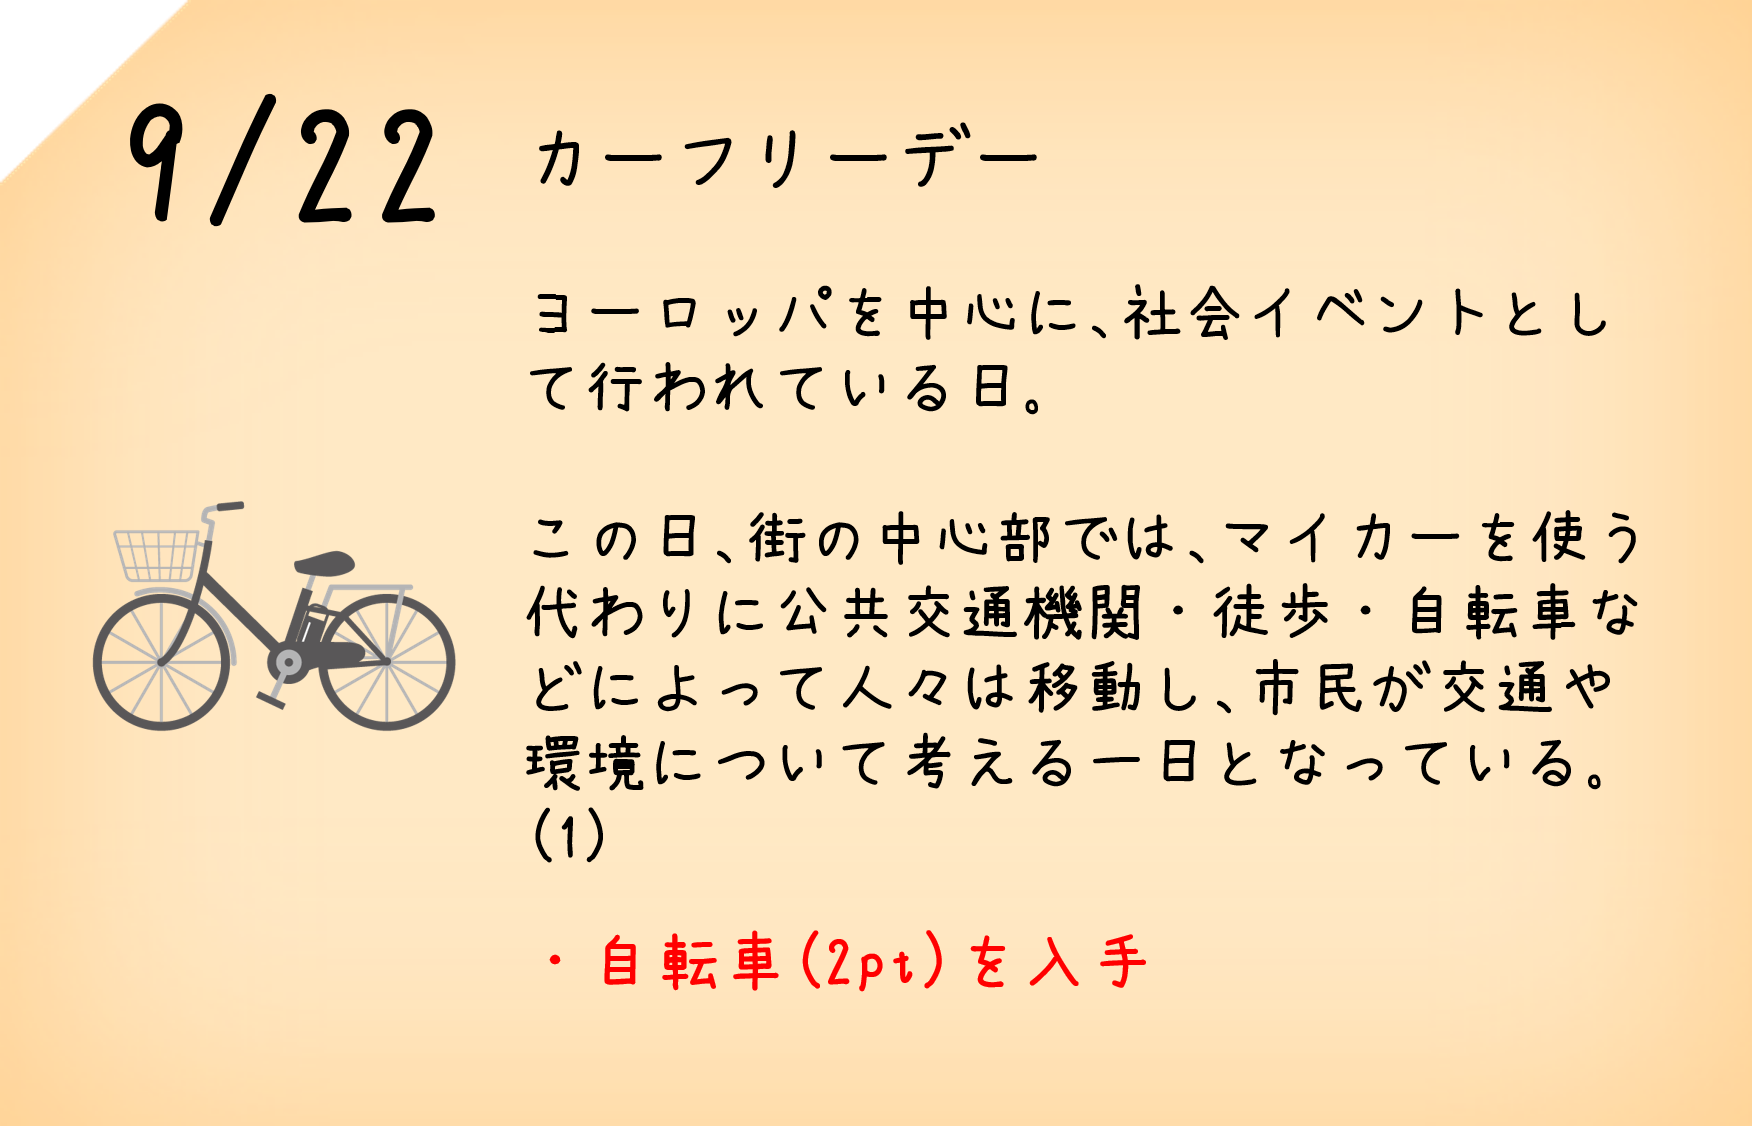 9/22 カーフリーデー
ヨーロッパを中心に、社会イベントとし
て行われている日。
この日、街の中心部では、マイカーを使う
代わりに公共交通機関・徒歩・自転車な
どによって人々は移動し、市民が交通や
環境について考える一日となっている。
(1)
・自転車(2pt)を入手